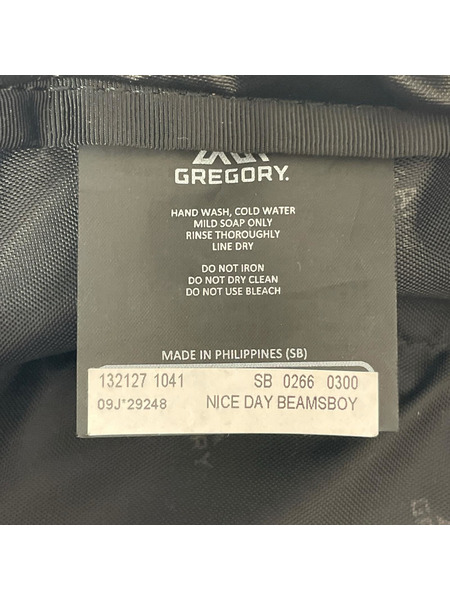 GREGORY.
HAND WASH, COLD WATER
MILD SOAP ONLY
RINSE THOROUGHLY
LINE DRY
DO NOT IRON
DO NOT DRY CLEAN
DO NOT USE BLEACH
MADE IN PHILIPPINES (SB)
132127 1041 SB 0266 0300
09J*29248 NICE DAY BEAMSBOY